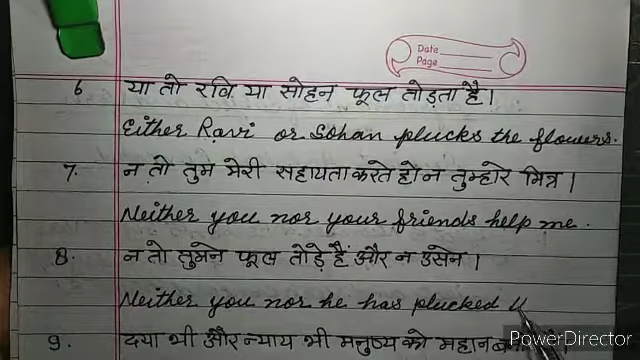 Date
Page
6 या तो रवि या सोहन फूल तोड़ता है।
Either Ravi or Sohan plucks the flowers.
7. न तो तुम मेरी सहायता करते हो न तुम्हारे मित्र।
Neither you nor your friends help me.
8. न तो तुमने फूल तोड़े हैं और न उसने।
Neither you nor he has plucked
9. दया भी और न्याय भी मनुष्य को महान
PowerDirector